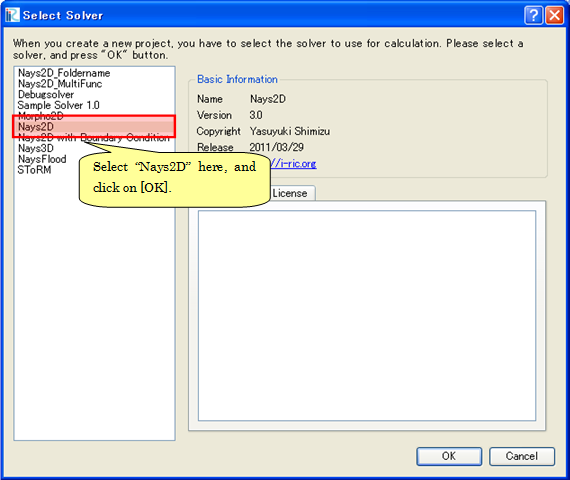 Select Solver
When you create a new project, you have to select the solver to use for calculation. Please select a
solver, and press "OK" button.
Nays2D_Foldername
Nays2D_MultiFunc
Debugsolver
Sample Solver 1.0
Morpho2D
Nays2D
Nays2D with Boundary Condition
Nays3D
NaysFlood
SToRM
Select “Nays2D” here, and
click on [OK].
Basic Information
Name Nays2D
Version 3.0
Copyright Yasuyuki Shimizu
Release 2011/03/29
//i-ric.org
License
OK
Cancel